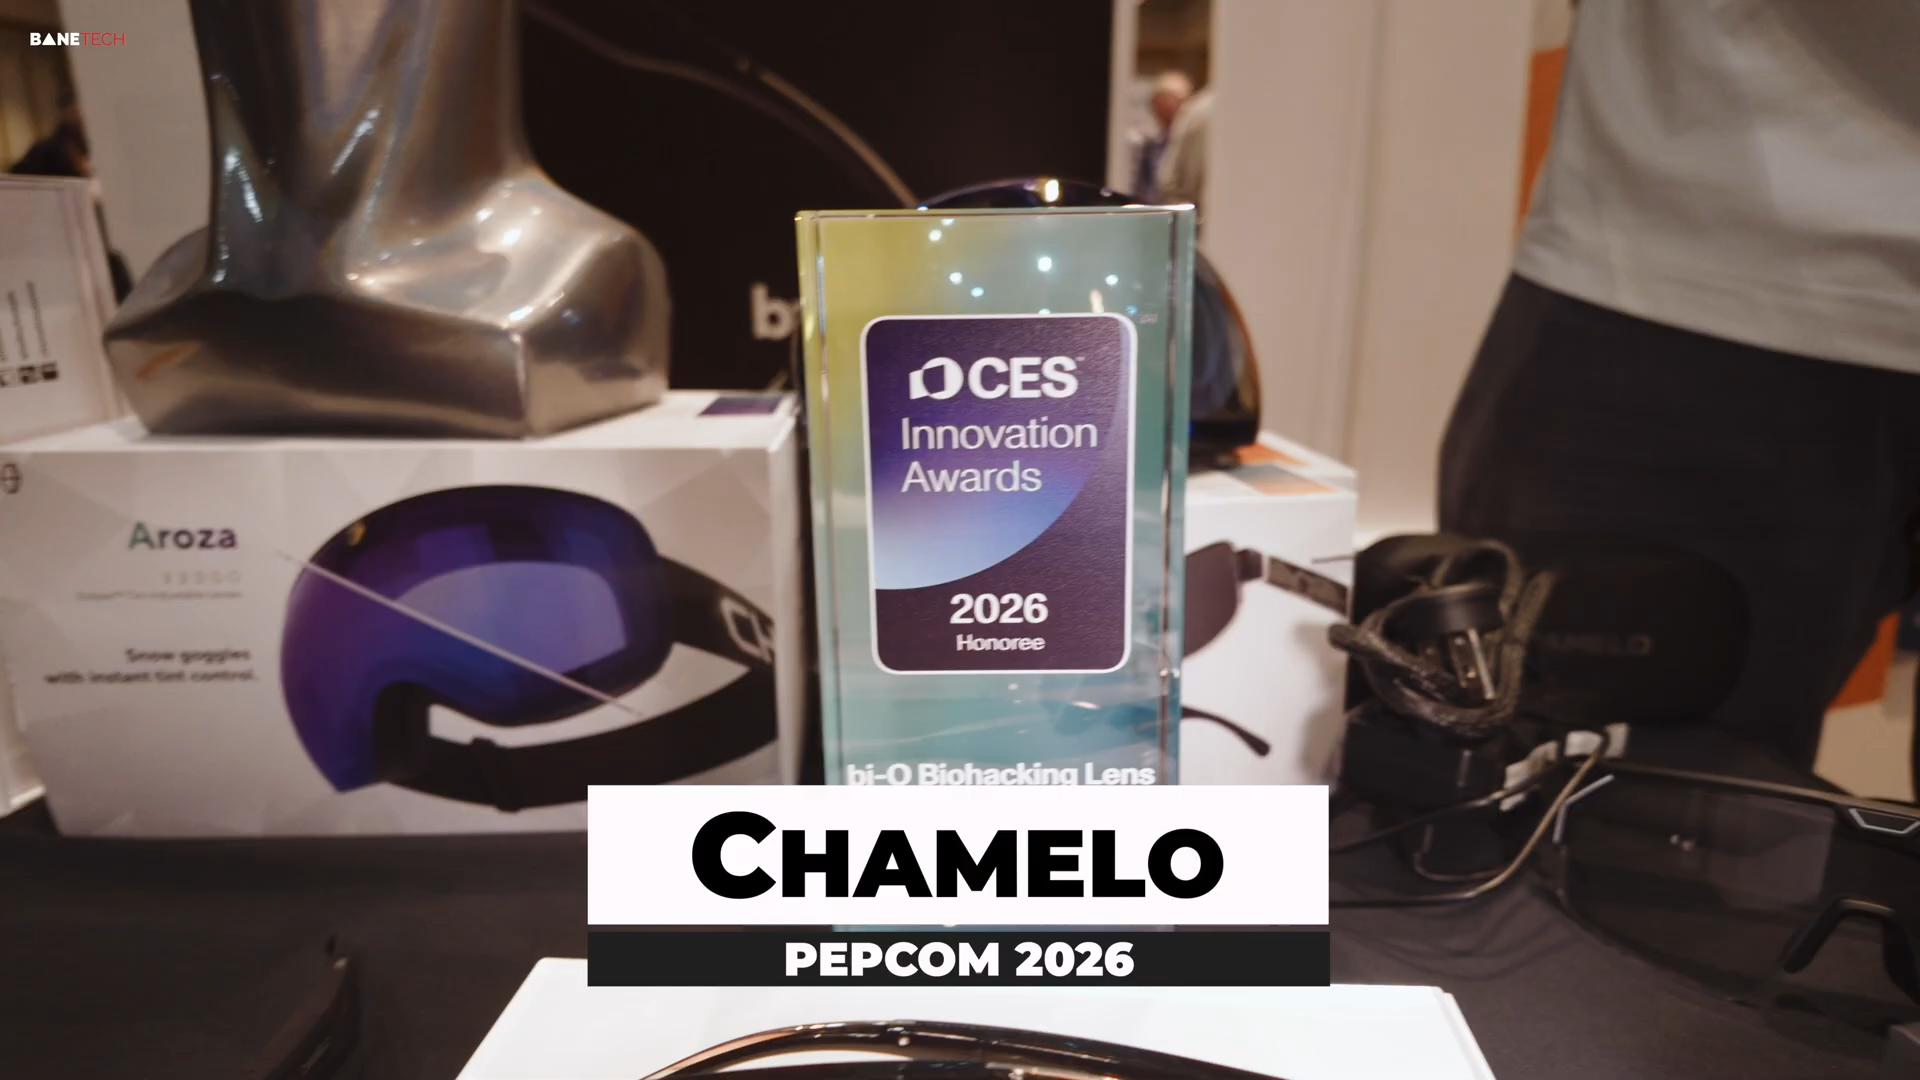 BANETECH
CES
Innovation
Awards
2026
Honoree
bi-O Biohacking Lens
Aroza
Snow goggles
with instant tint control.
CHAMELO
PEPCOM 2026